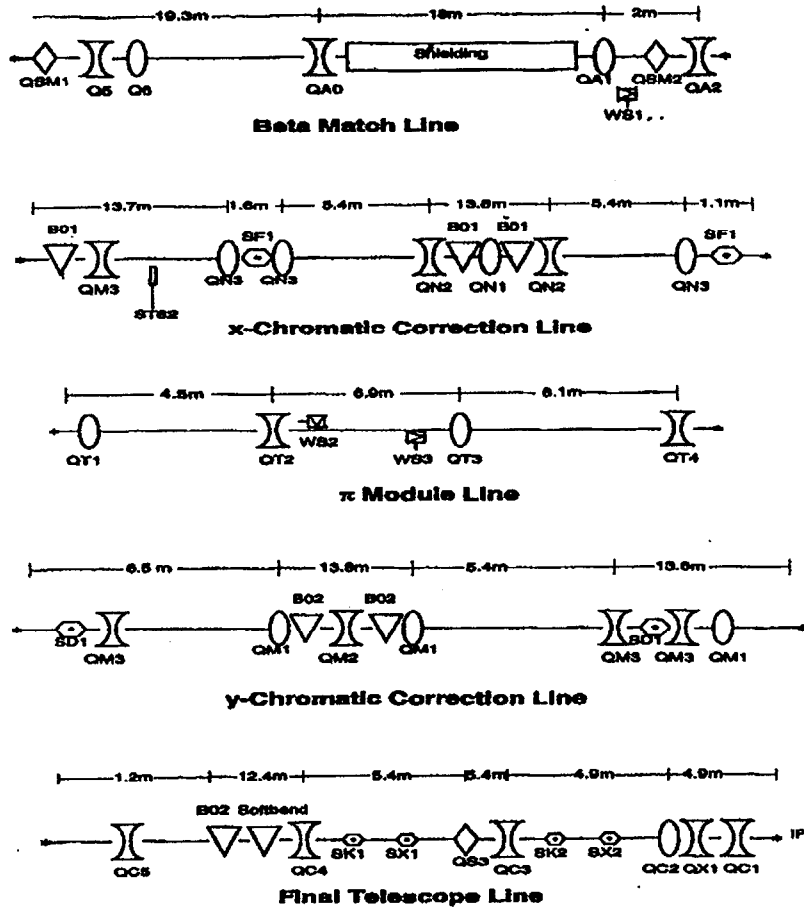 19.3m 18m 2m
Shielding
QSM1 Q5 Q6 QA0 QA1 QSM2 QA2
WS1
Beta Match Line
13.7m 1.6m 5.4m 13.8m 5.4m 1.1m
B01 SF1 B01 B01 SF1
QM3 QN3 QN3 QN2 QN1 QN2 QN3
STS2
x-Chromatic Correction Line
4.5m 6.9m 6.1m
QT1 QT2 WS2 WS3 QT3 QT4
π Module Line
6.5 m 13.8m 5.4m 13.6m
B02 B02
SD1 QM3 QM1 QM2 QM1 QM3 SD1 QM3 QM1
y-Chromatic Correction Line
1.2m 12.4m 5.4m 5.4m 4.9m 4.9m
B02 Softbend
IP
QC5 QC4 SK1 SX1 QS3 QC3 SK2 SX2 QC2 QX1 QC1
Final Telescope Line